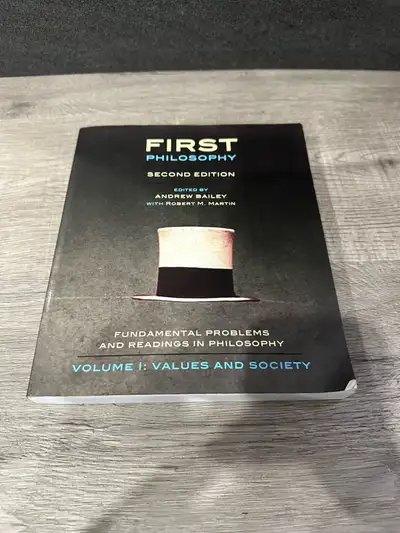 FIRST
PHILOSOPHY
SECOND EDITION
EDITED BY
ANDREW BAILEY
WITH ROBERT M. MARTIN
FUNDAMENTAL PROBLEMS
AND READINGS IN PHILOSOPHY
VOLUME I: VALUES AND SOCIETY